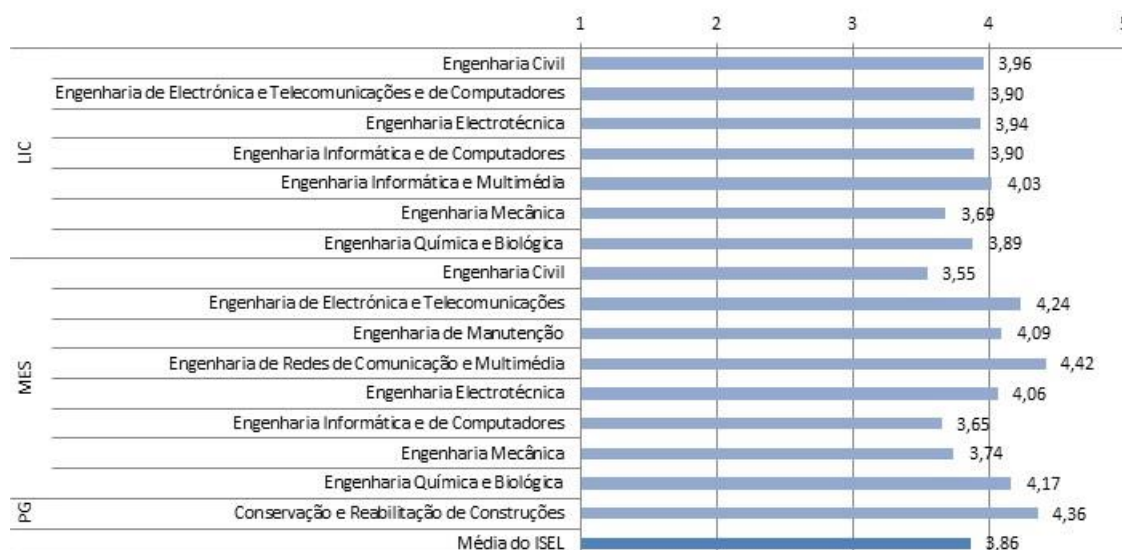 1 2 3 4 5
LIC
Engenharia Civil 3,96
Engenharia de Electrónica e Telecomunicações e de Computadores 3,90
Engenharia Electrotécnica 3,94
Engenharia Informática e de Computadores 3,90
Engenharia Informática e Multimédia 4,03
Engenharia Mecânica 3,69
Engenharia Química e Biológica 3,89
MES
Engenharia Civil 3,55
Engenharia de Electrónica e Telecomunicações 4,24
Engenharia de Manutenção 4,09
Engenharia de Redes de Comunicação e Multimédia 4,42
Engenharia Electrotécnica 4,06
Engenharia Informática e de Computadores 3,65
Engenharia Mecânica 3,74
Engenharia Química e Biológica 4,17
PG
Conservação e Reabilitação de Construções 4,36
Média do ISEL 3,86